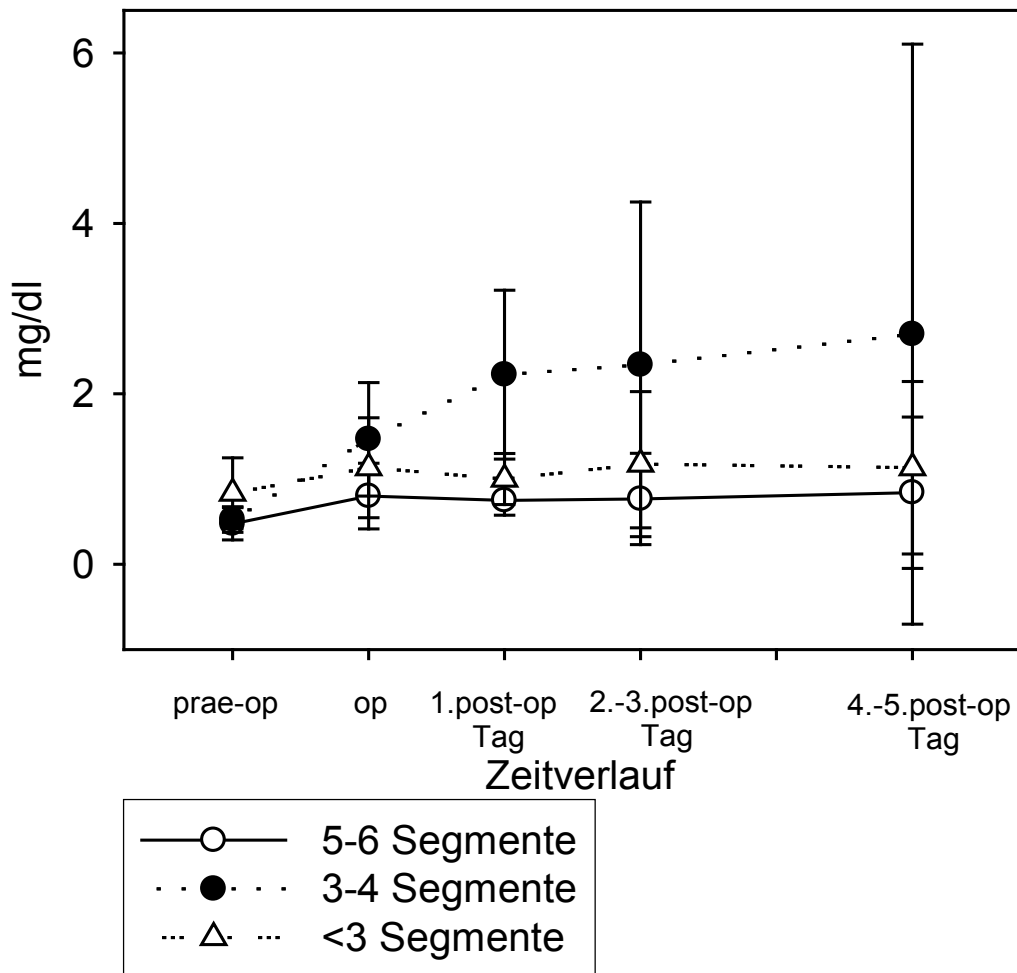 6
4
2
0
mg/dl
prae-op
op
1.post-op
Tag
2.-3.post-op
Tag
4.-5.post-op
Tag
Zeitverlauf
5-6 Segmente
3-4 Segmente
<3 Segmente